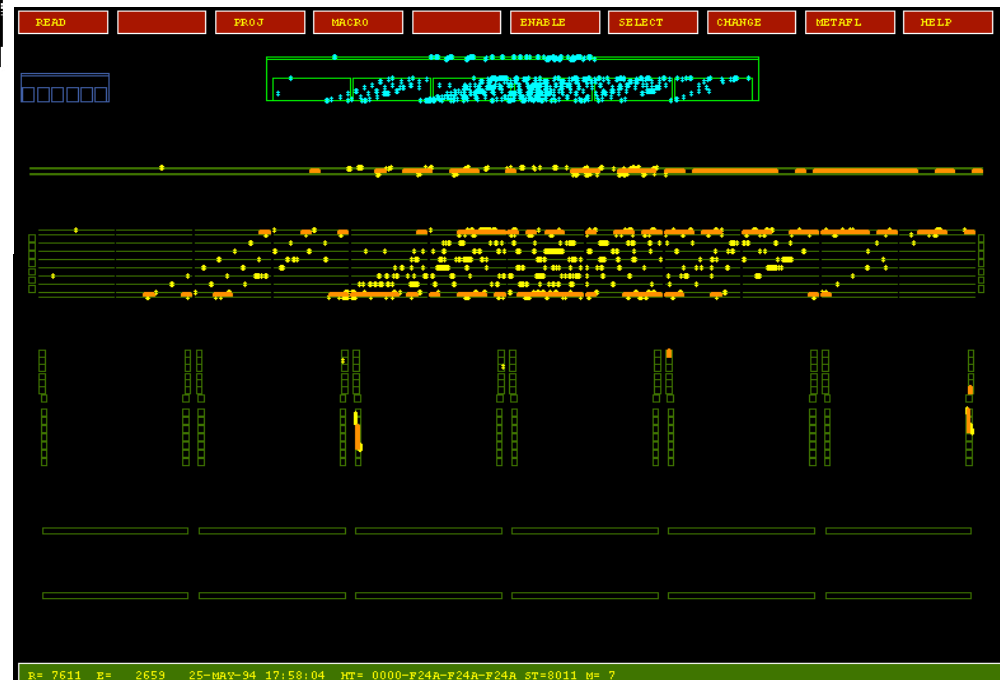 READ PROJ MACRO ENABLE SELECT CHANGE METAFL HELP
R= 7611 E= 2659 25-MAY-94 17:58:04 MT= 0000-F24A-F24A-F24A ST=8011 M= 7